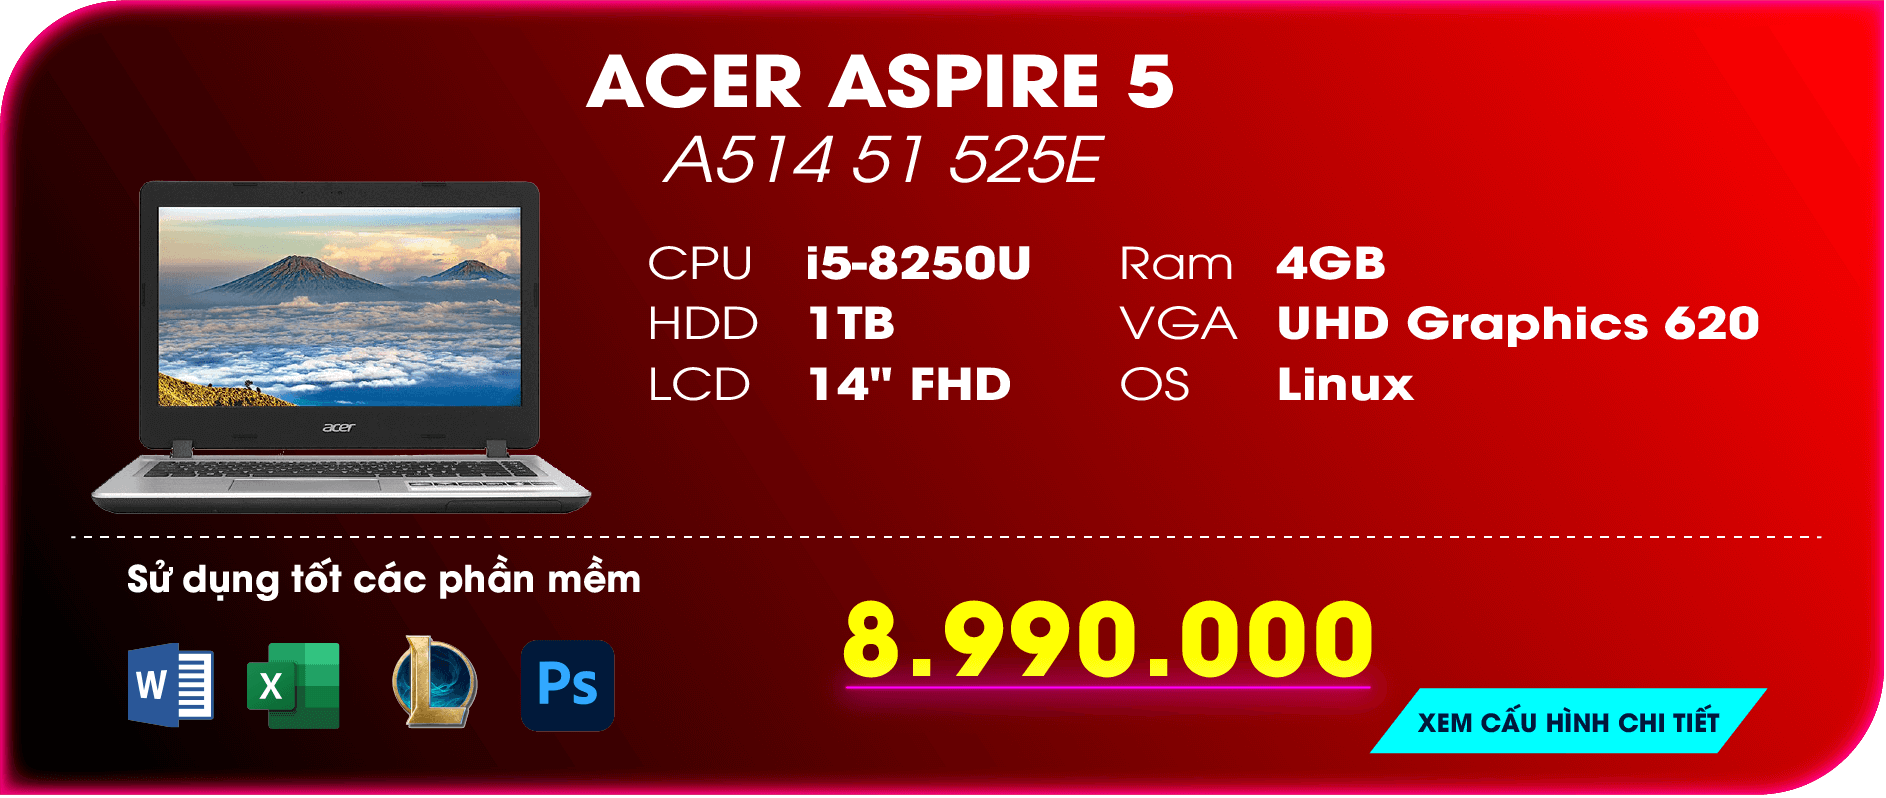 ACER ASPIRE 5
A514 51 525E
CPU i5-8250U Ram 4GB
HDD 1TB VGA UHD Graphics 620
LCD 14" FHD OS Linux
acer
Sử dụng tốt các phần mềm
W X L Ps
8.990.000
XEM CẤU HÌNH CHI TIẾT